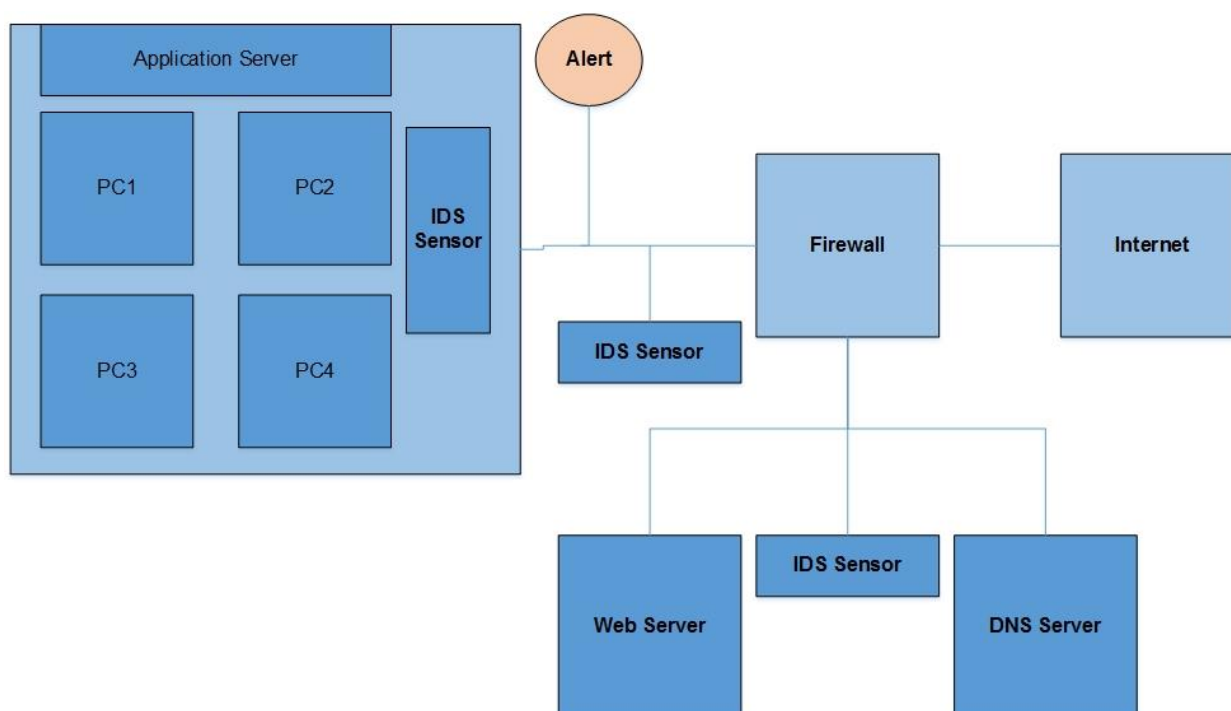 Application Server
Alert
PC1
PC2
IDS
Sensor
Firewall
Internet
PC3
PC4
IDS Sensor
Web Server
IDS Sensor
DNS Server